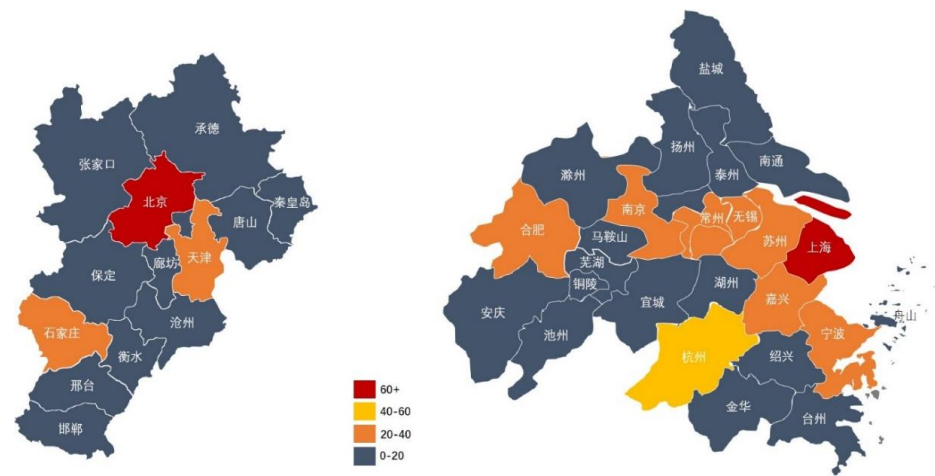 承德
张家口
北京
秦皇岛
唐山
廊坊
天津
保定
沧州
石家庄
衡水
邢台
邯郸
60+
40-60
20-40
0-20
盐城
扬州
泰州
南通
滁州
南京
常州
无锡
合肥
马鞍山
苏州
上海
芜湖
铜陵
湖州
嘉兴
安庆
宜城
池州
舟山
宁波
杭州
绍兴
金华
台州